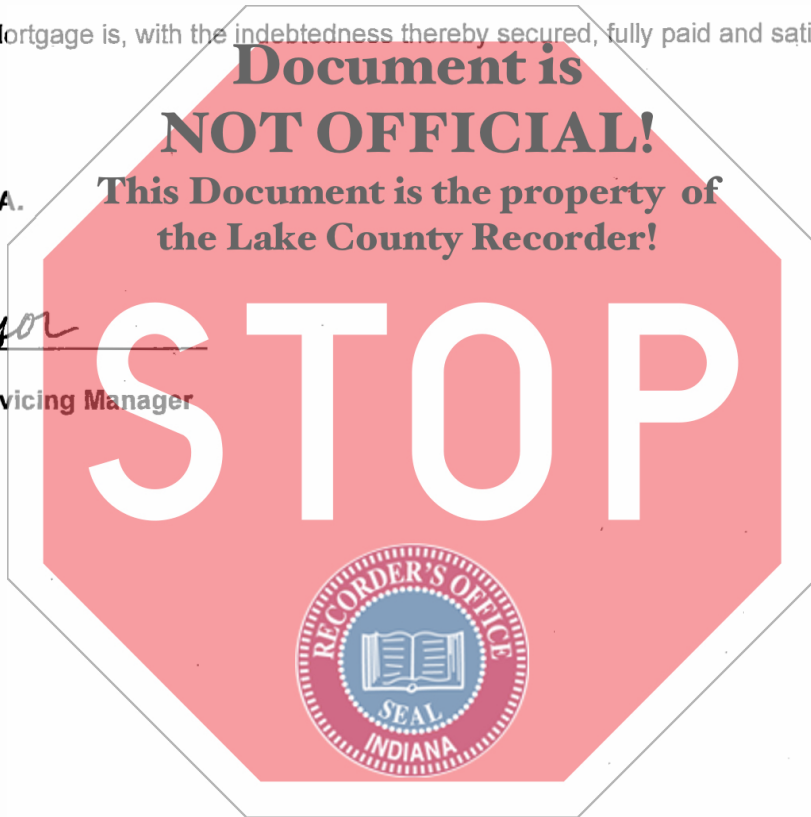 ortgage is, with the indebtedness thereby secured, fully paid and sati
Document is
NOT OFFICIAL!
This Document is the property of
A.
the Lake County Recorder!
STOP
vicing Manager
RECORDER'S OFFICE
SEAL
INDIANA